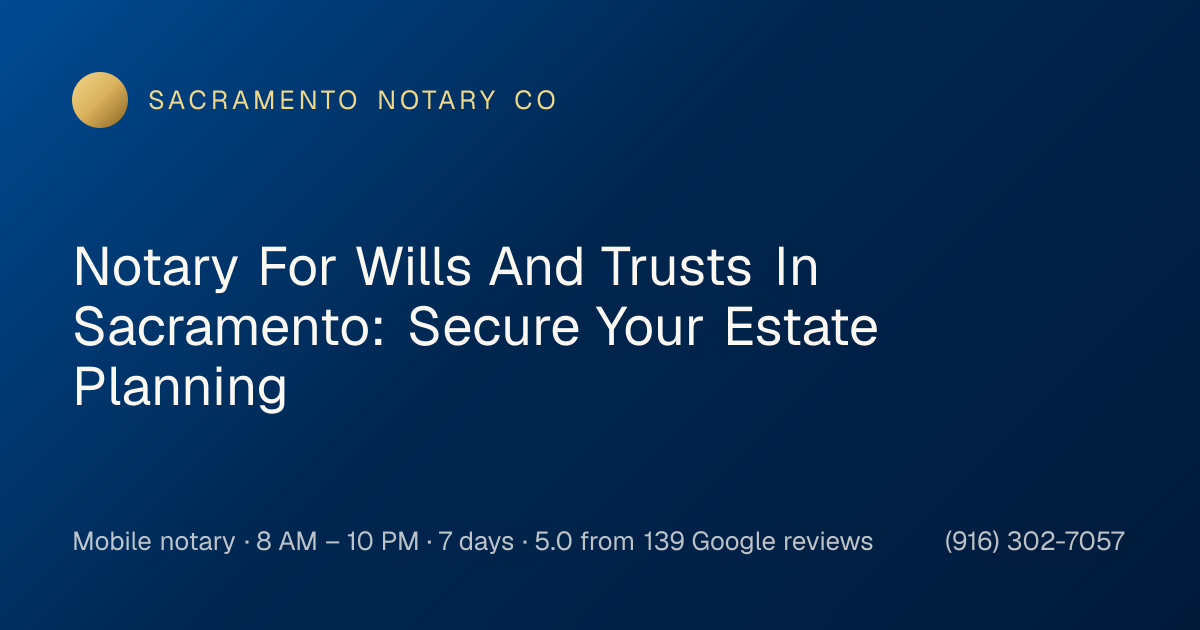 SACRAMENTO NOTARY CO
Notary For Wills And Trusts In
Sacramento: Secure Your Estate
Planning
Mobile notary · 8 AM – 10 PM · 7 days · 5.0 from 139 Google reviews (916) 302-7057